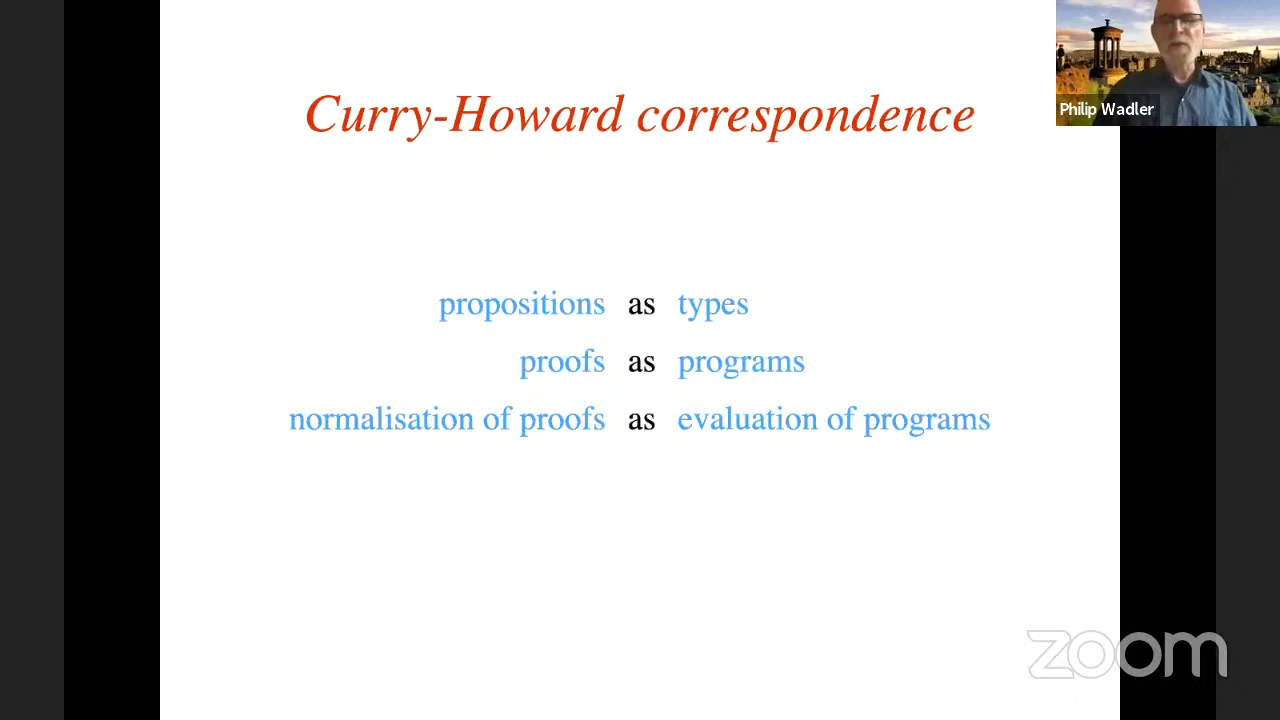 Curry-Howard correspondence
Philip Wadler
propositions as types
proofs as programs
normalisation of proofs as evaluation of programs
zoom